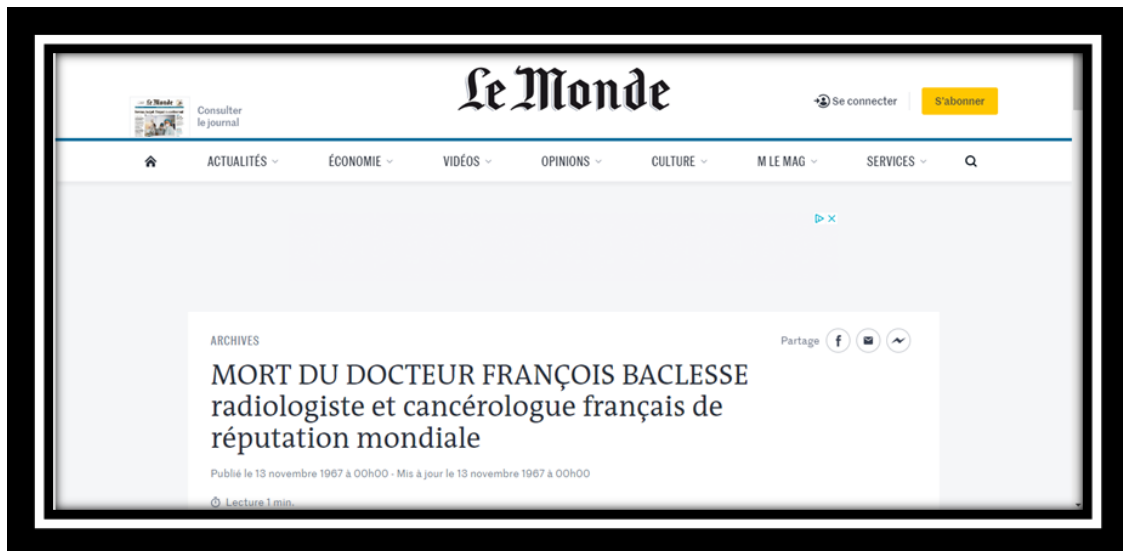 Le Monde
Consulter
le journal
Se connecter
S'abonner
ACTUALITÉS
ÉCONOMIE
VIDÉOS
OPINIONS
CULTURE
M LE MAG
SERVICES
ARCHIVES
Partage
MORT DU DOCTEUR FRANÇOIS BACLESSE
radiologiste et cancérologue français de
réputation mondiale
Publié le 13 novembre 1967 à 00h00 - Mis à jour le 13 novembre 1967 à 00h00
Lecture 1 min.